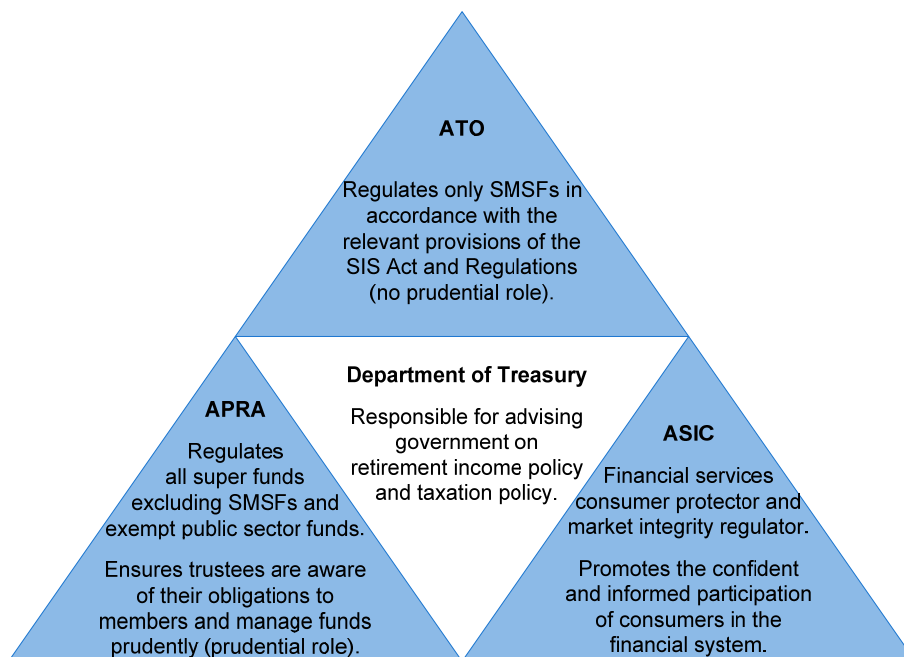 ATO
Regulates only SMSFs in
accordance with the
relevant provisions of the
SIS Act and Regulations
(no prudential role).
Department of Treasury
Responsible for advising
government on
retirement income policy
and taxation policy.
APRA
Regulates
all super funds
excluding SMSFs and
exempt public sector funds.
Ensures trustees are aware
of their obligations to
members and manage funds
prudently (prudential role).
ASIC
Financial services
consumer protector and
market integrity regulator.
Promotes the confident
and informed participation
of consumers in the
financial system.